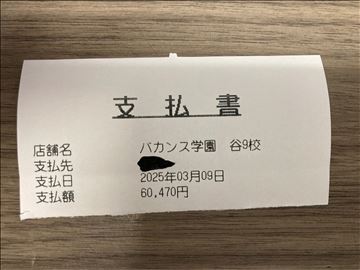 支払書
店舗名 バカンス学園 谷9校
支払先
支払日 2025年03月09日
支払額 60,470円